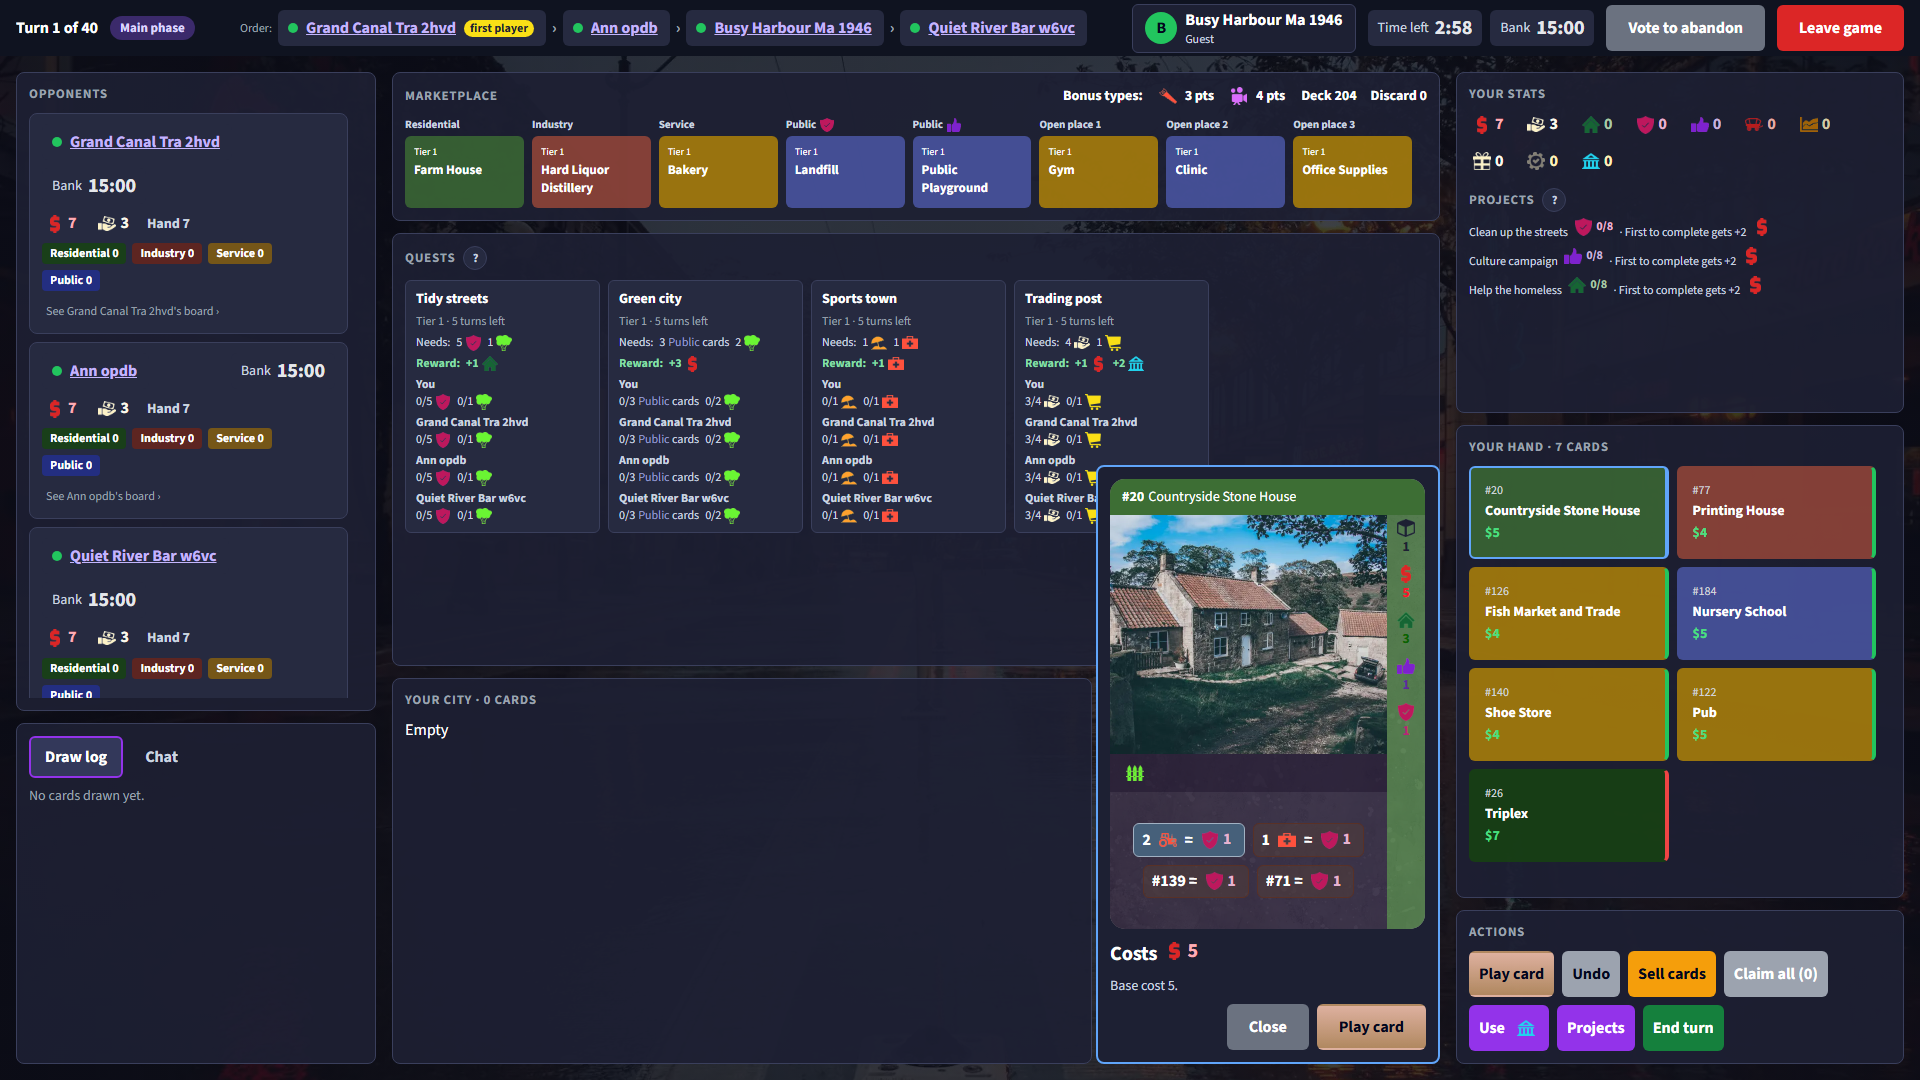 Turn 1 of 40 Main phase
Order: Grand Canal Tra 2hvd first player › Ann opdb › Busy Harbour Ma 1946 › Quiet River Bar w6vc
B Busy Harbour Ma 1946
Guest
Time left 2:58 Bank 15:00 Vote to abandon Leave game
OPPONENTS
Grand Canal Tra 2hvd
Bank 15:00
7 3 Hand 7
Residential 0 Industry 0 Service 0
Public 0
See Grand Canal Tra 2hvd's board ›
Ann opdb Bank 15:00
7 3 Hand 7
Residential 0 Industry 0 Service 0
Public 0
See Ann opdb's board ›
Quiet River Bar w6vc
Bank 15:00
7 3 Hand 7
Residential 0 Industry 0 Service 0
Public 0
Draw log Chat
No cards drawn yet.
MARKETPLACE Bonus types: 3 pts 4 pts Deck 204 Discard 0
Residential Industry Service Public Public Open place 1 Open place 2 Open place 3
Tier 1 Tier 1 Tier 1 Tier 1 Tier 1 Tier 1 Tier 1 Tier 1
Farm House Hard Liquor Distillery Bakery Landfill Public Playground Gym Clinic Office Supplies
QUESTS ?
Tidy streets
Tier 1 · 5 turns left
Needs: 5 1
Reward: +1
You
0/5 0/1
Grand Canal Tra 2hvd
0/5 0/1
Ann opdb
0/5 0/1
Quiet River Bar w6vc
0/5 0/1
Green city
Tier 1 · 5 turns left
Needs: 3 Public cards 2
Reward: +3
You
0/3 Public cards 0/2
Grand Canal Tra 2hvd
0/3 Public cards 0/2
Ann opdb
0/3 Public cards 0/2
Quiet River Bar w6vc
0/3 Public cards 0/2
Sports town
Tier 1 · 5 turns left
Needs: 1 1
Reward: +1
You
0/1 0/1
Grand Canal Tra 2hvd
0/1 0/1
Ann opdb
0/1 0/1
Quiet River Bar w6vc
0/1 0/1
Trading post
Tier 1 · 5 turns left
Needs: 4 1
Reward: +1 +2
You
3/4 0/1
Grand Canal Tra 2hvd
3/4 0/1
Ann opdb
3/4 0/1
Quiet River Ba
3/4 0/1
YOUR CITY · 0 CARDS
Empty
#20 Countryside Stone House
1
5
3
1
1
2 = 1 1 = 1
#139 = 1 #71 = 1
Costs 5
Base cost 5.
Close Play card
YOUR STATS
7 3 0 0 0 0 0
0 0 0
PROJECTS ?
Clean up the streets 0/8 · First to complete gets +2
Culture campaign 0/8 · First to complete gets +2
Help the homeless 0/8 · First to complete gets +2
YOUR HAND · 7 CARDS
#20
Countryside Stone House
$5
#77
Printing House
$4
#126
Fish Market and Trade
$4
#184
Nursery School
$5
#140
Shoe Store
$4
#122
Pub
$5
#26
Triplex
$7
ACTIONS
Play card Undo Sell cards Claim all (0)
Use Projects End turn